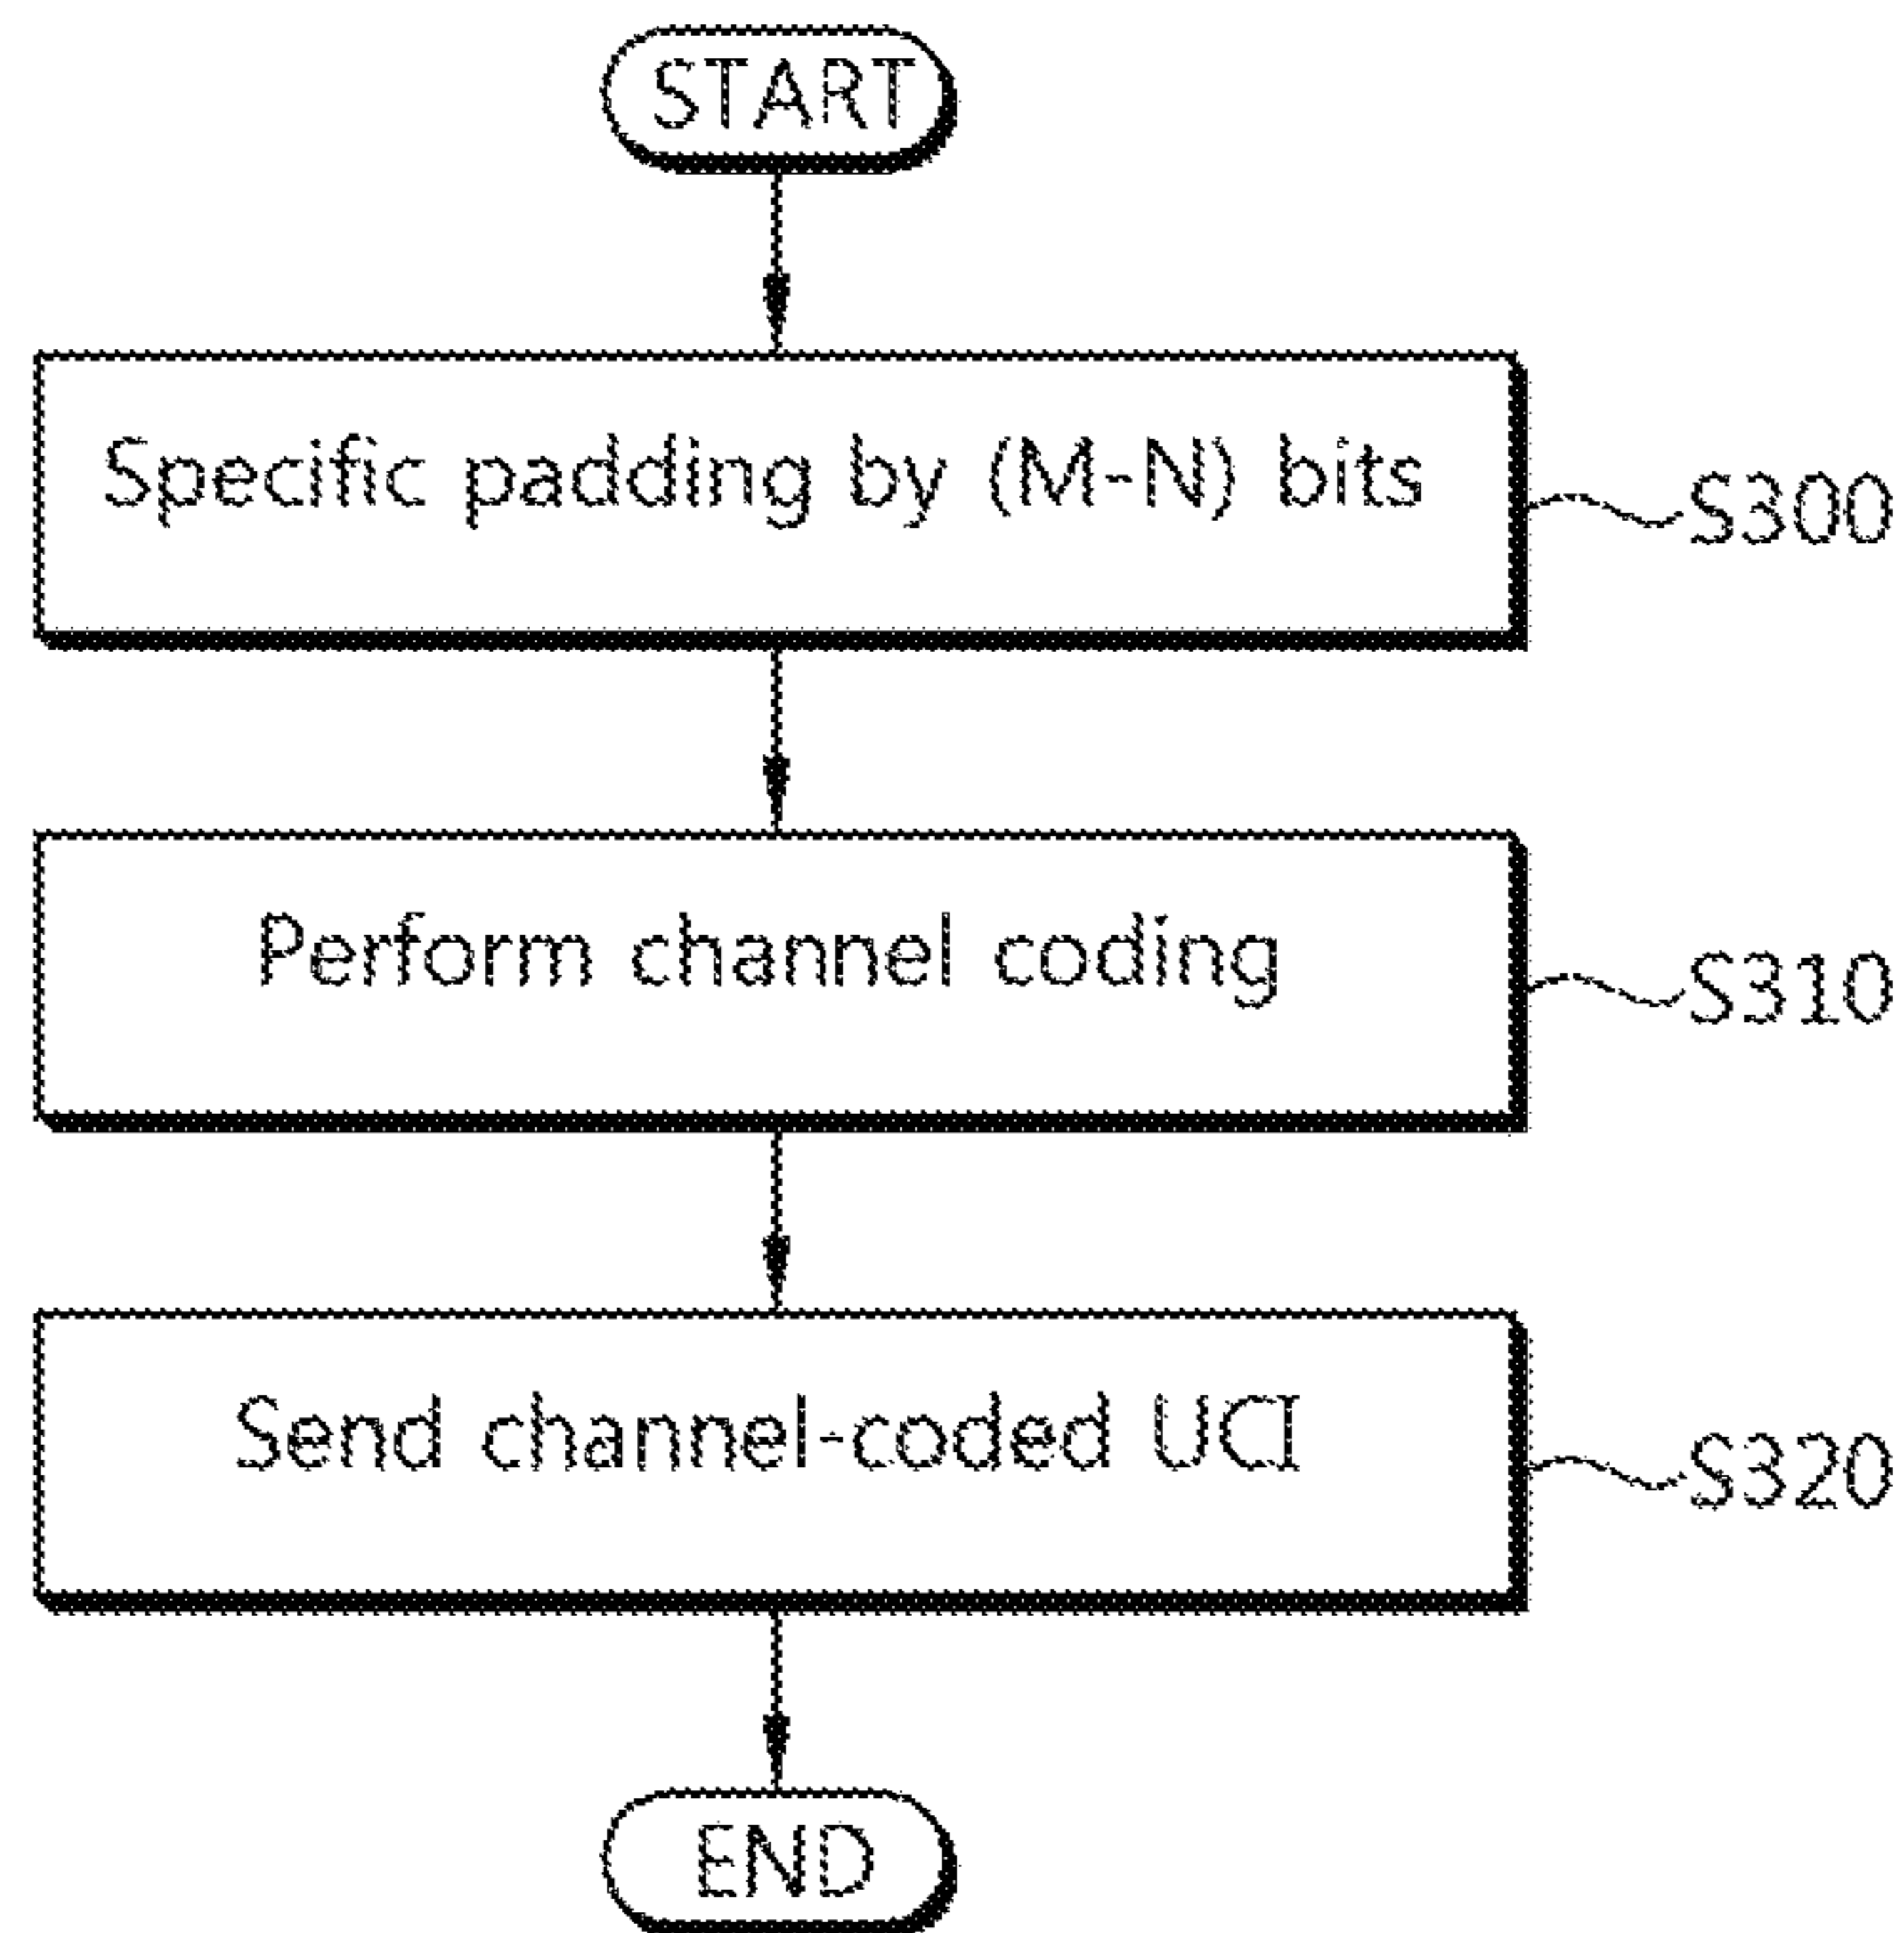 START
Specific padding by (M-N) bits
S300
Perform channel coding
S310
Send channel-coded UCI
S320
END